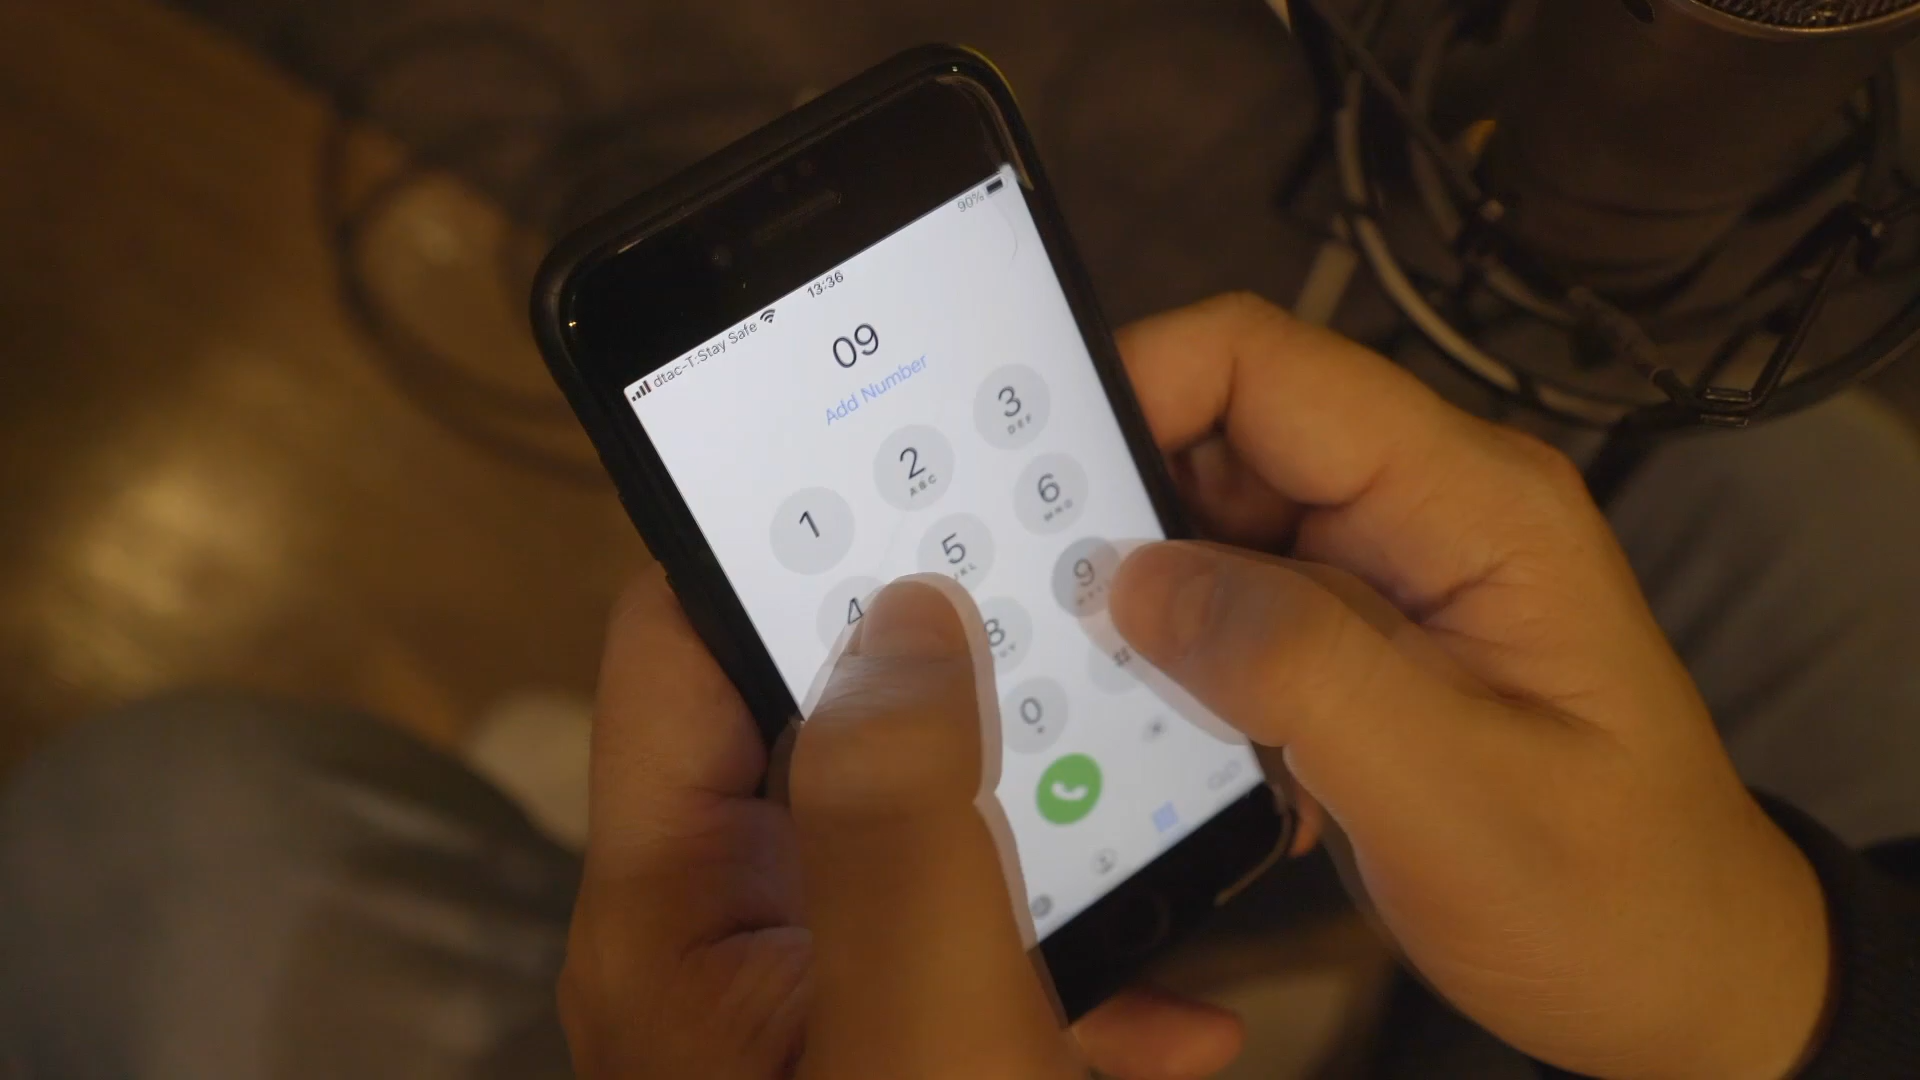 dtac-T:Stay Safe 13:36 90%
09
Add Number
1
2 ABC
3 DEF
4
5 JKL
6 MNO
8
9
#
0